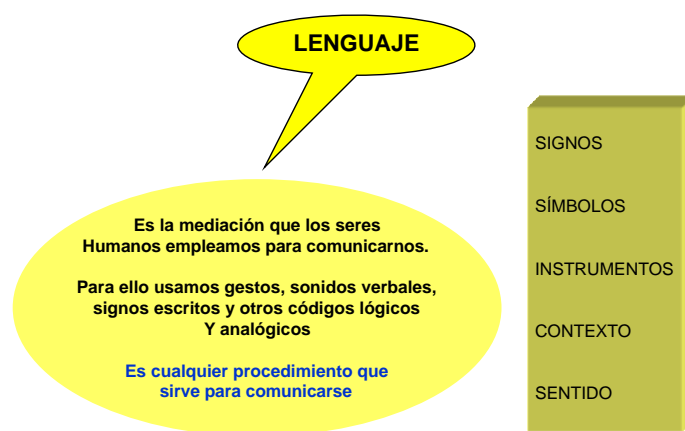 LENGUAJE
Es la mediación que los seres
Humanos empleamos para comunicarnos.
Para ello usamos gestos, sonidos verbales,
signos escritos y otros códigos lógicos
Y analógicos
Es cualquier procedimiento que
sirve para comunicarse
SIGNOS
SÍMBOLOS
INSTRUMENTOS
CONTEXTO
SENTIDO